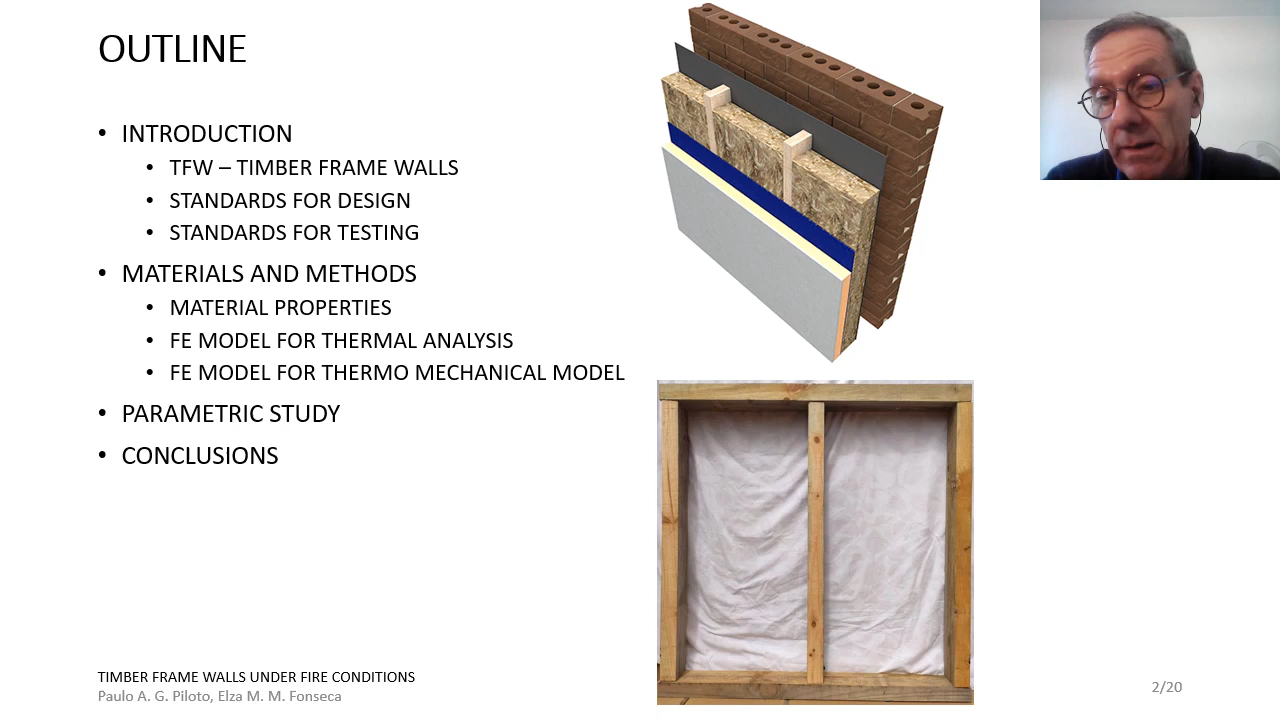 OUTLINE
• INTRODUCTION
• TFW – TIMBER FRAME WALLS
• STANDARDS FOR DESIGN
• STANDARDS FOR TESTING
• MATERIALS AND METHODS
• MATERIAL PROPERTIES
• FE MODEL FOR THERMAL ANALYSIS
• FE MODEL FOR THERMO MECHANICAL MODEL
• PARAMETRIC STUDY
• CONCLUSIONS
TIMBER FRAME WALLS UNDER FIRE CONDITIONS
Paulo A. G. Piloto, Elza M. M. Fonseca
2/20